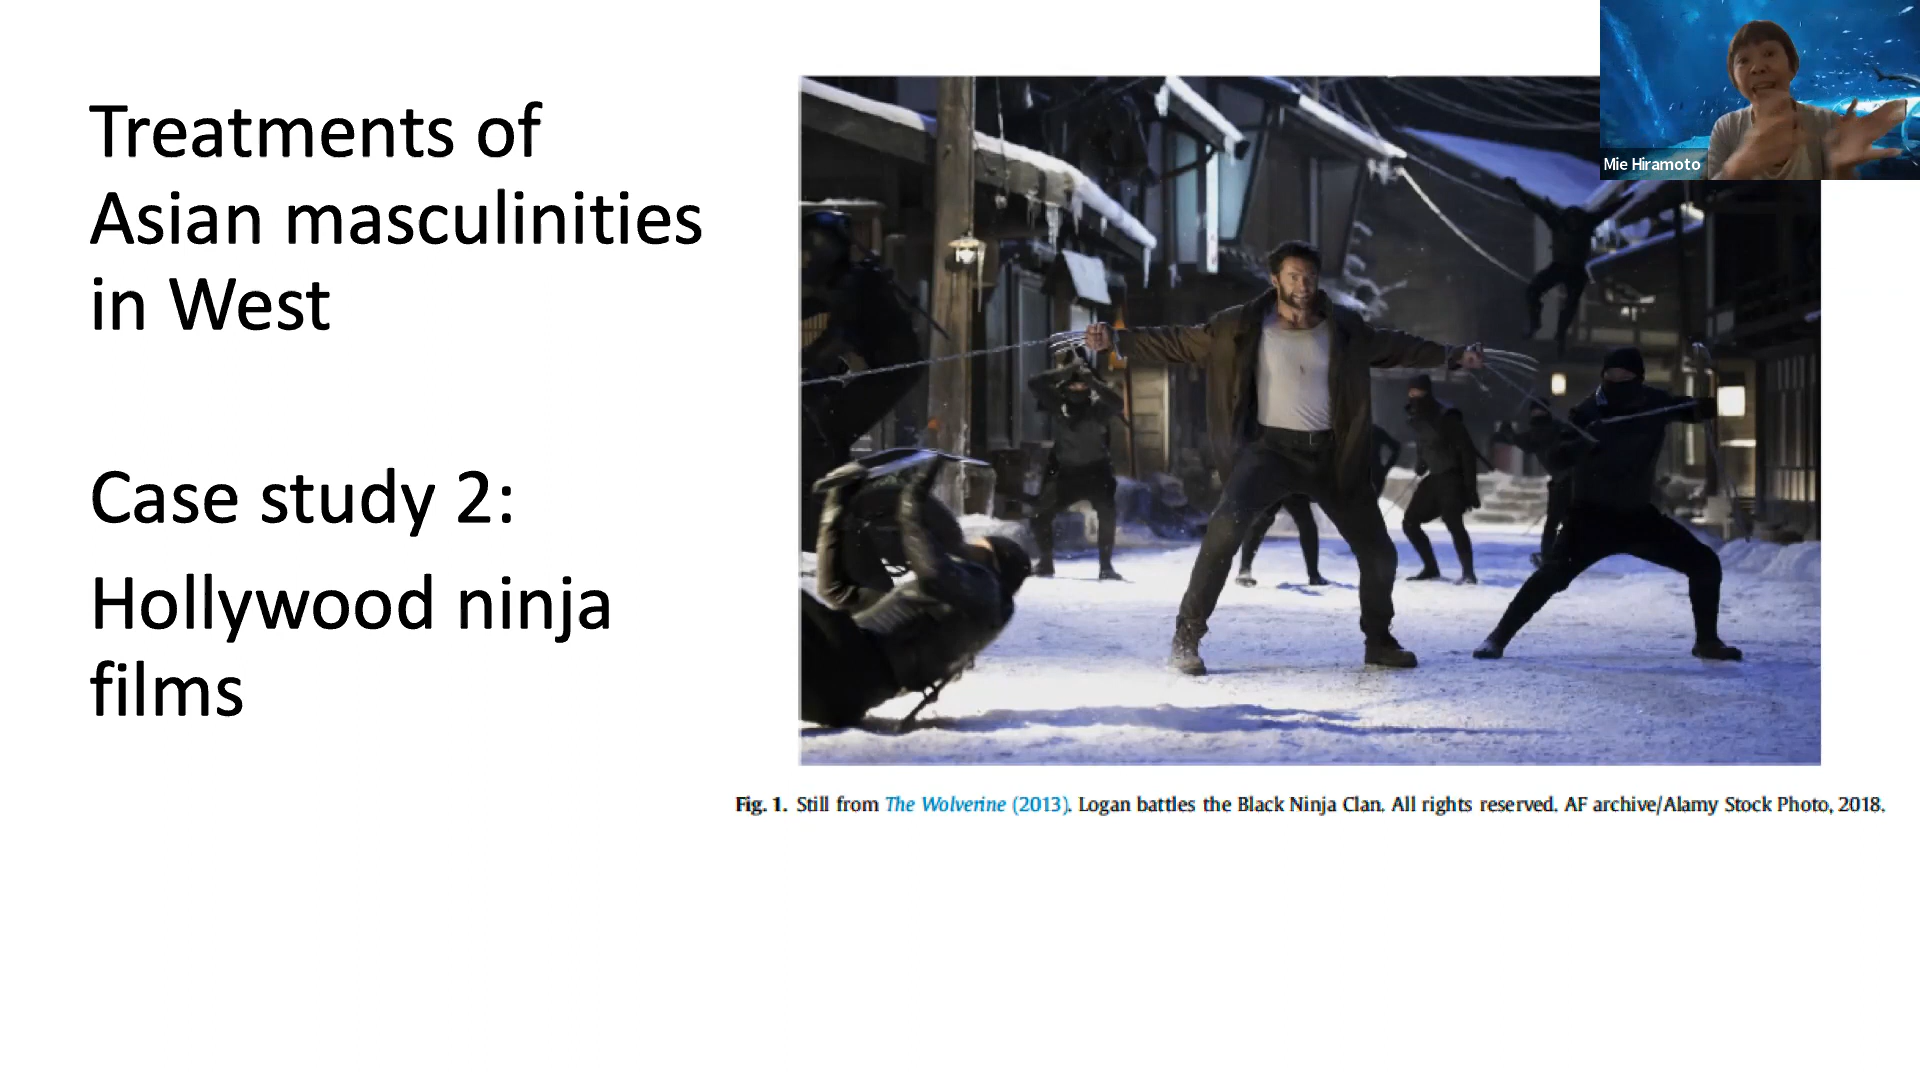 Treatments of
Asian masculinities
in West
Case study 2:
Hollywood ninja
films
Mie Hiramoto
Fig. 1. Still from The Wolverine (2013). Logan battles the Black Ninja Clan. All rights reserved. AF archive/Alamy Stock Photo, 2018.